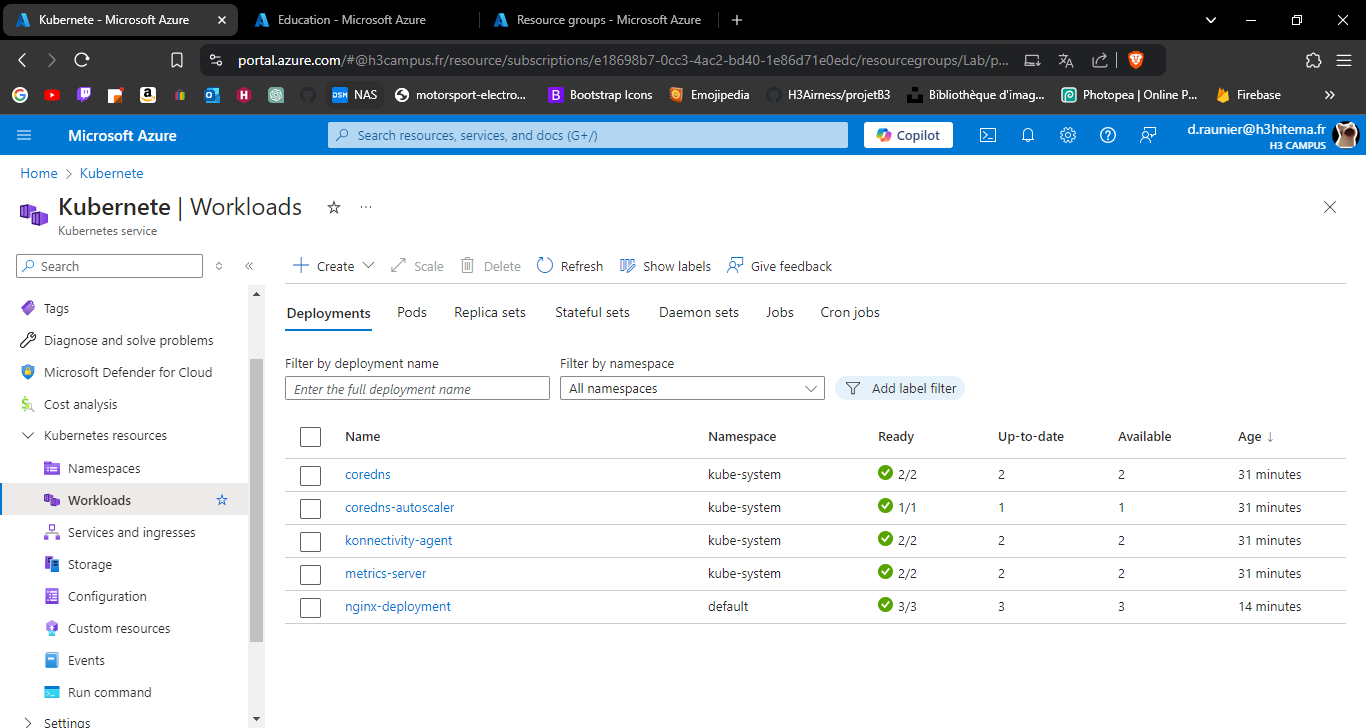 Kubernete - Microsoft Azure
Education - Microsoft Azure
Resource groups - Microsoft Azure
portal.azure.com/#@h3campus.fr/resource/subscriptions/e18698b7-0cc3-4ac2-bd40-1e86d71e0edc/resourcegroups/Lab/p...
DSM NAS
motorsport-electro...
B Bootstrap Icons
Emojipedia
H3Airness/projetB3
Bibliothèque d'imag...
Photopea | Online P...
Firebase
Microsoft Azure
Search resources, services, and docs (G+/)
Copilot
d.raunier@h3hitema.fr
H3 CAMPUS
Home > Kubernete
Kubernete | Workloads
Kubernetes service
Search
Tags
Diagnose and solve problems
Microsoft Defender for Cloud
Cost analysis
Kubernetes resources
Namespaces
Workloads
Services and ingresses
Storage
Configuration
Custom resources
Events
Run command
Settings
Create Scale Delete Refresh Show labels Give feedback
Deployments Pods Replica sets Stateful sets Daemon sets Jobs Cron jobs
Filter by deployment name Filter by namespace
Enter the full deployment name All namespaces Add label filter
Name Namespace Ready Up-to-date Available Age ↓
coredns kube-system 2/2 2 2 31 minutes
coredns-autoscaler kube-system 1/1 1 1 31 minutes
konnectivity-agent kube-system 2/2 2 2 31 minutes
metrics-server kube-system 2/2 2 2 31 minutes
nginx-deployment default 3/3 3 3 14 minutes